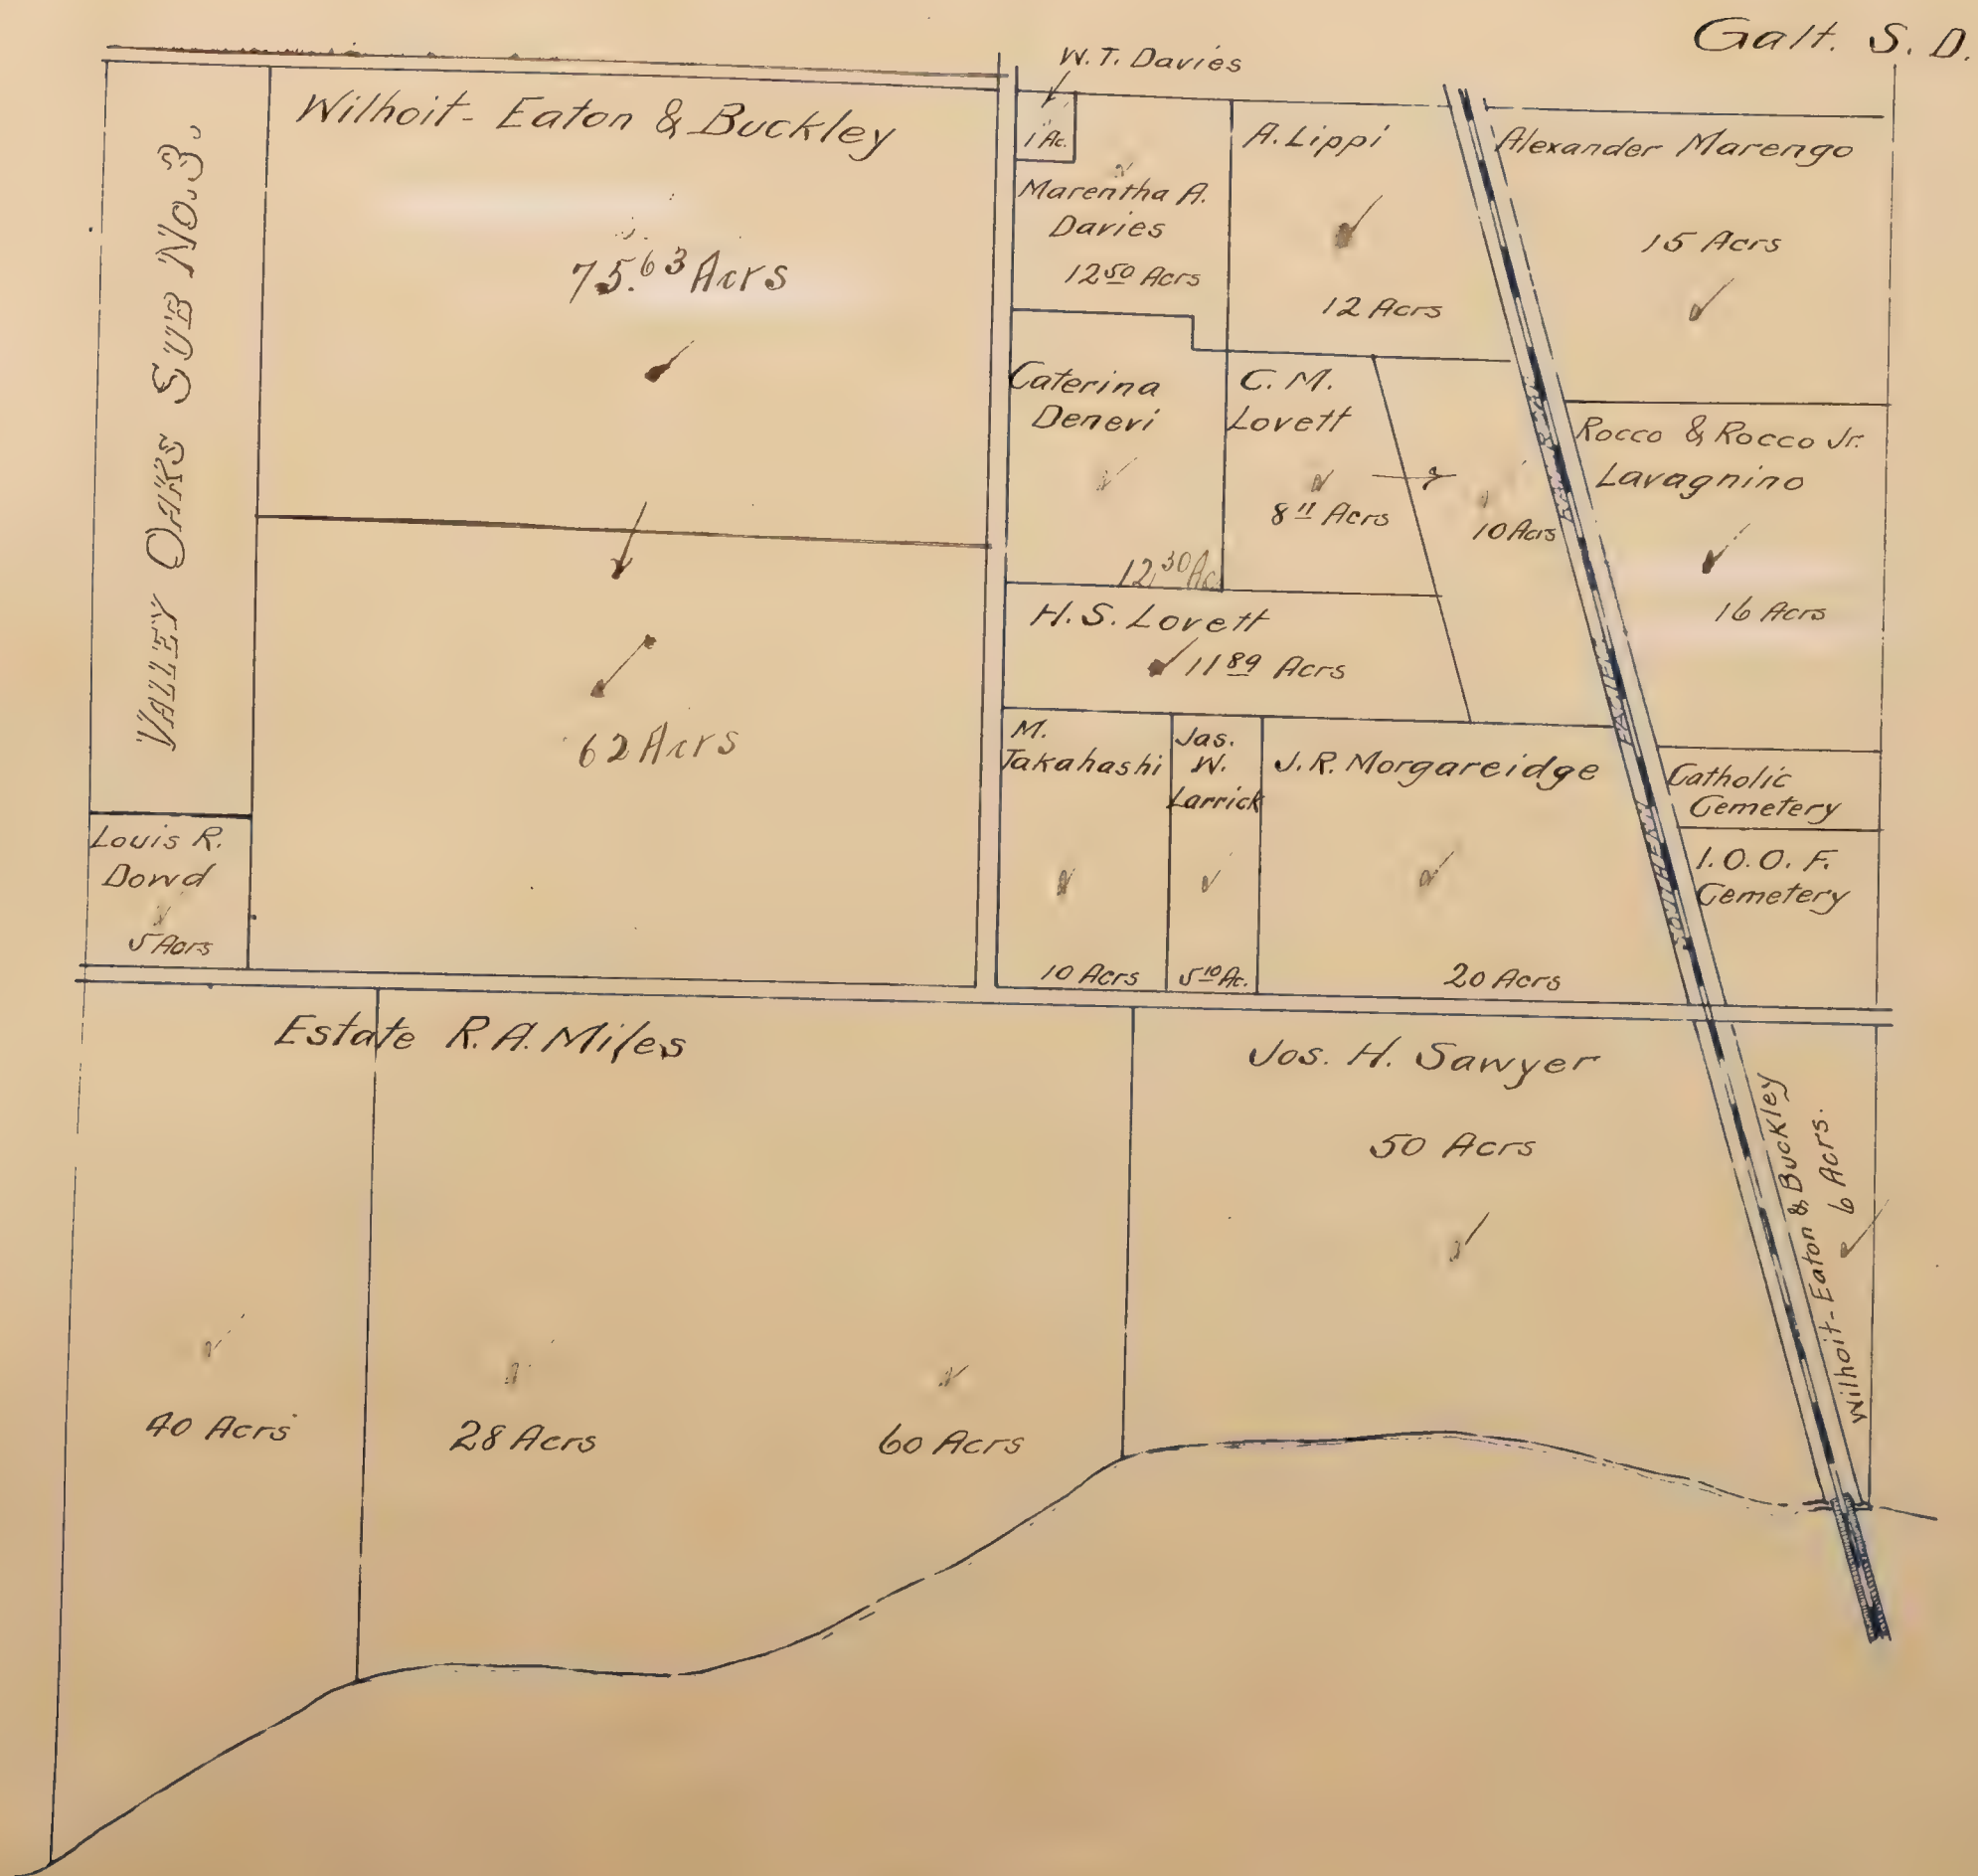 Galt. S. D.
W. T. Davies
1 Ac.
VALLEY OAKS SUB NO. 3.
Wilhoit - Eaton & Buckley
75.63 Acrs
62 Acrs
Louis R.
Dowd
5 Acrs
Marentha A.
Davies
12 50 Acrs
A. Lippi
12 Acrs
Alexander Marengo
15 Acrs
Caterina
Deneri
12.30 Ac.
C. M.
Lovett
8 11 Acrs
10 Acrs
Rocco & Rocco Jr.
Lavagnino
16 Acrs
H. S. Lovett
11 89 Acrs
M.
Takahashi
10 Acrs
Jas.
W.
Larrick
5 10 Ac.
J. R. Morgareidge
20 Acrs
Catholic
Cemetery
I. O. O. F.
Cemetery
SOUTHERN
PACIFIC
Estate R. A. Miles
40 Acrs
28 Acrs
60 Acrs
Jos. H. Sawyer
50 Acrs
Wilhoit - Eaton & Buckley
6 Acrs.